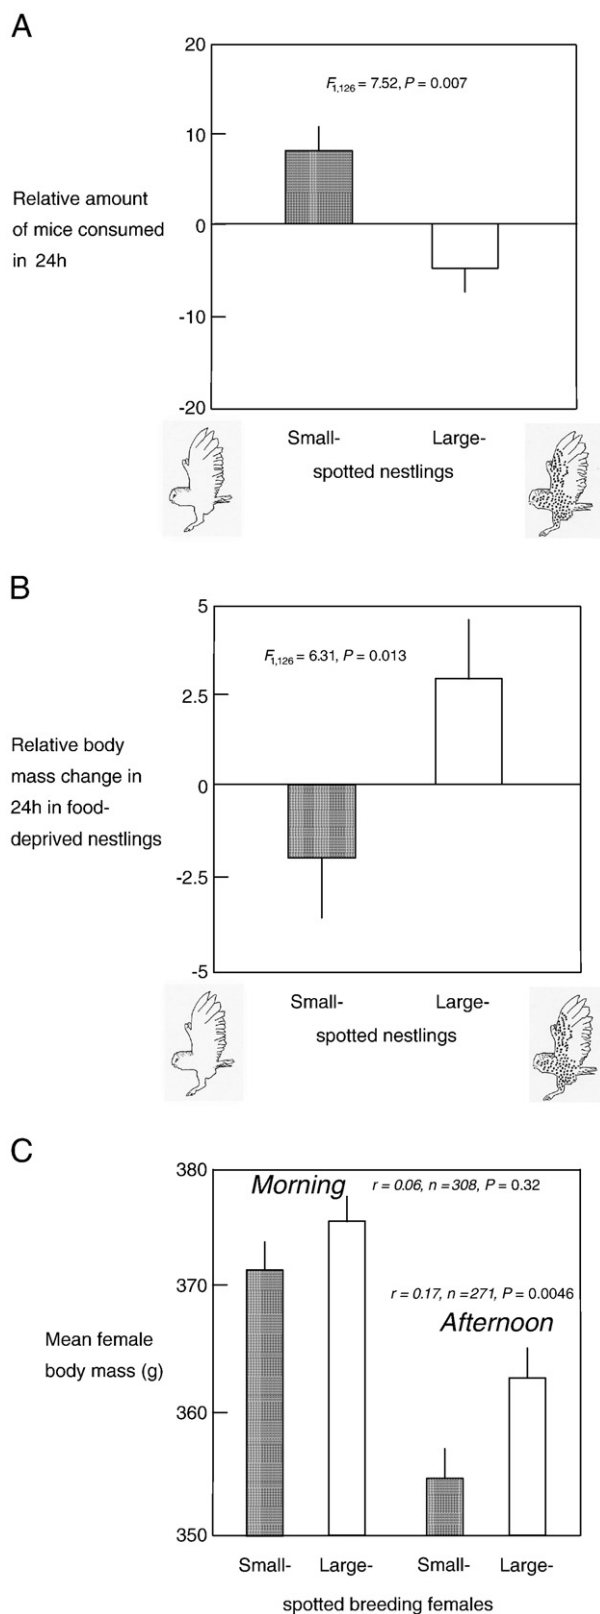 A
20
F1,126 = 7.52, P = 0.007
10
Relative amount
of mice consumed
in 24h
0
-10
-20
Small- Large-
spotted nestlings
B
5
F1,126 = 6.31, P = 0.013
2.5
Relative body
mass change in
24h in food-
deprived nestlings
0
-2.5
-5
Small- Large-
spotted nestlings
C
380
Morning r = 0.06, n =308, P = 0.32
370
r = 0.17, n =271, P = 0.0046
Afternoon
Mean female
body mass (g)
360
350
Small- Large- Small- Large-
spotted breeding females